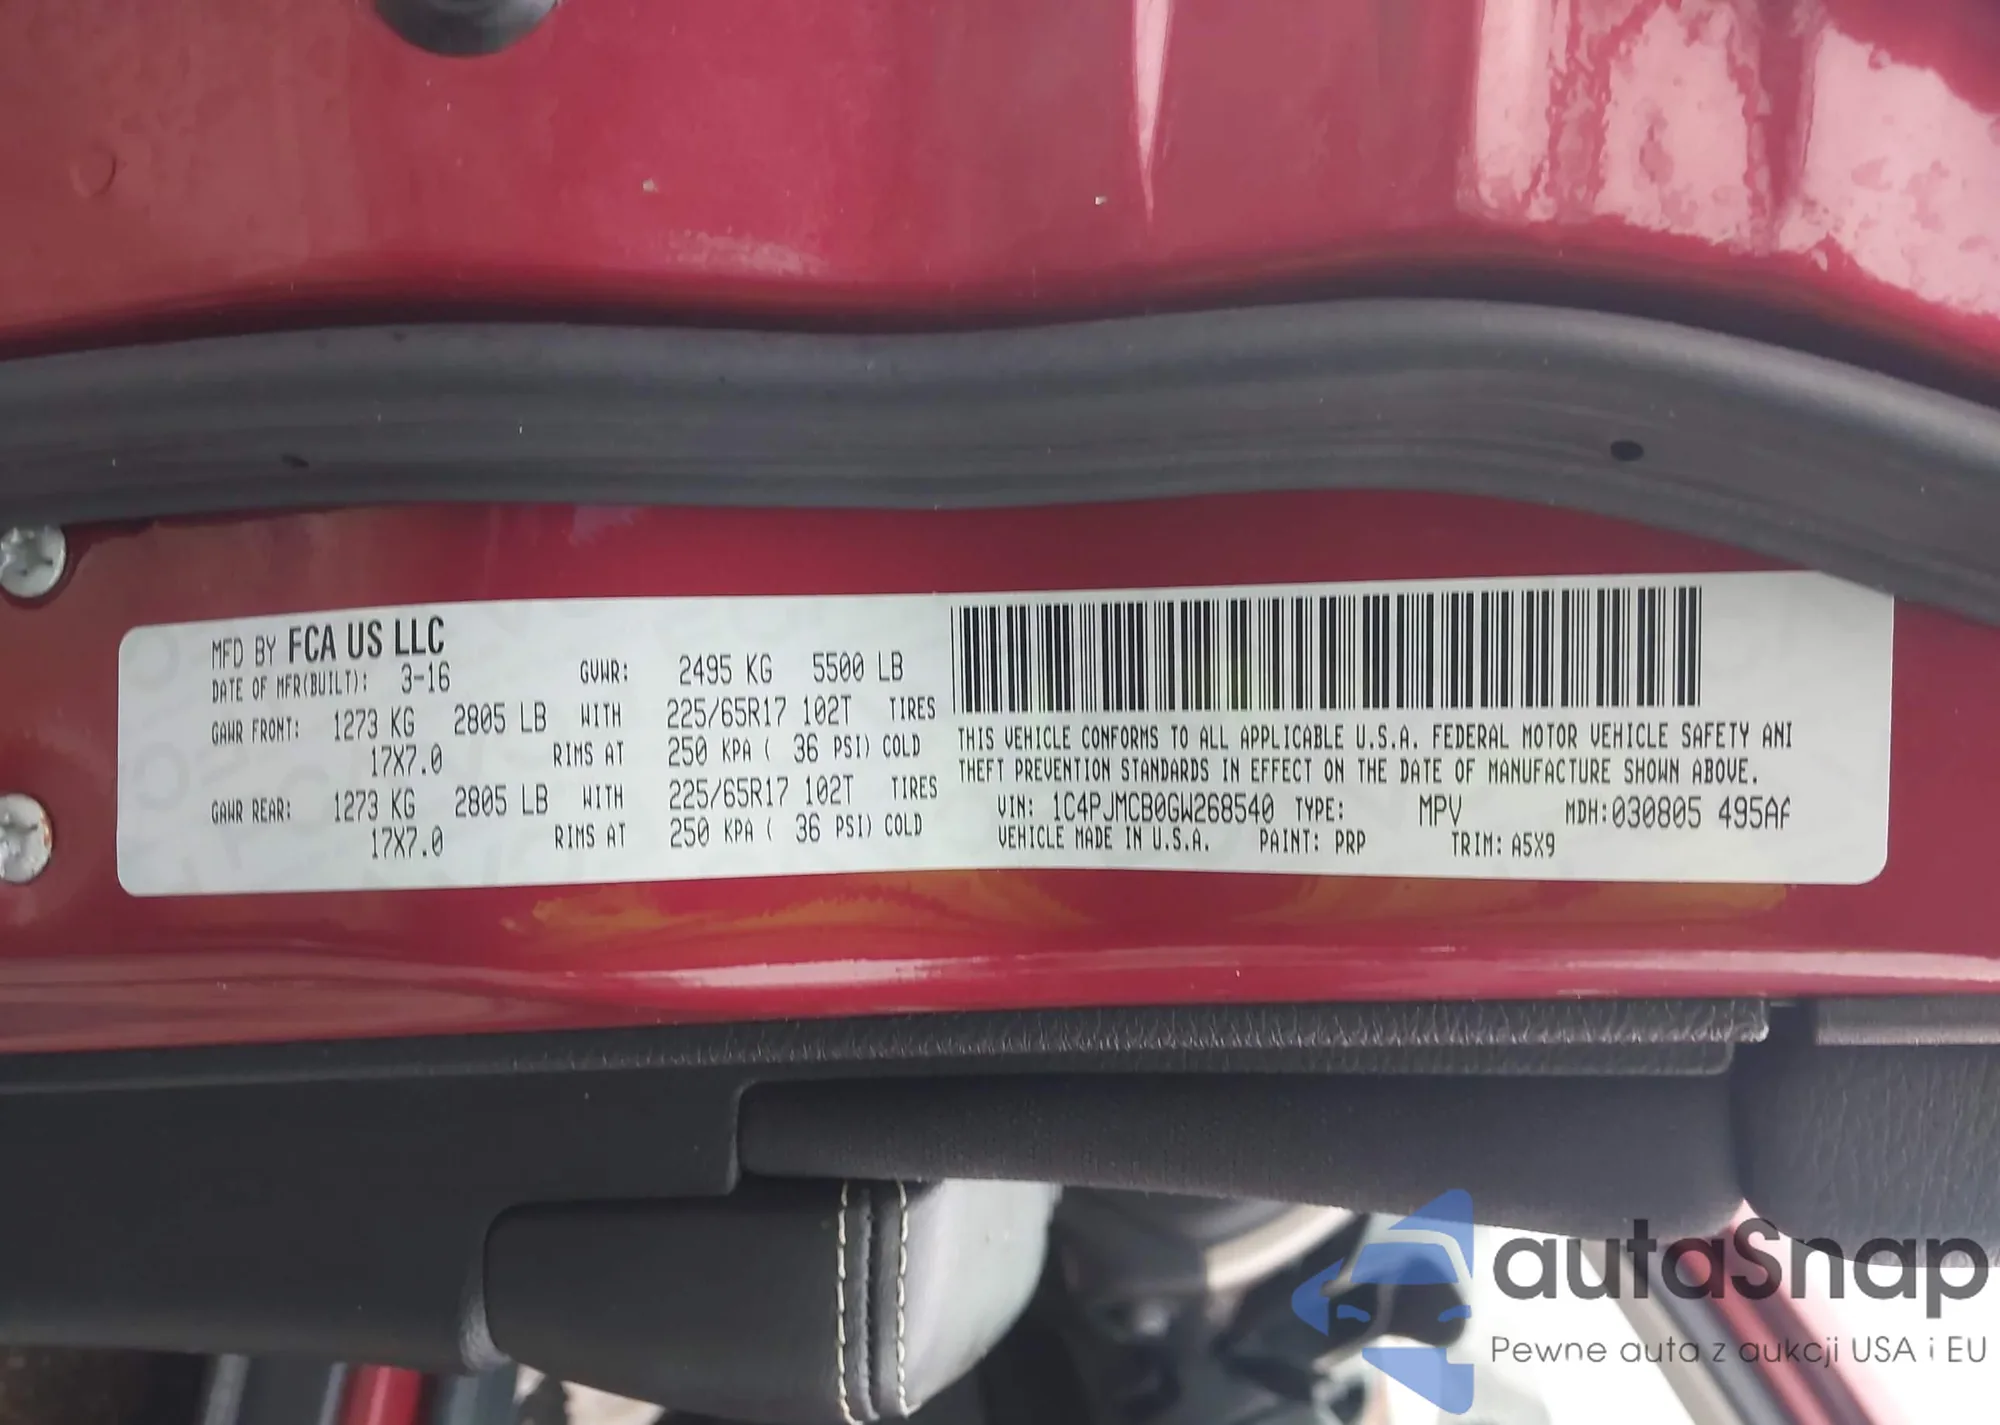 MFD BY FCA US LLC
DATE OF MFR(BUILT): 3-16 GVWR: 2495 KG 5500 LB
GAWR FRONT: 1273 KG 2805 LB WITH 225/65R17 102T TIRES
17X7.0 RIMS AT 250 KPA ( 36 PSI) COLD
GAWR REAR: 1273 KG 2805 LB WITH 225/65R17 102T TIRES
17X7.0 RIMS AT 250 KPA ( 36 PSI) COLD
THIS VEHICLE CONFORMS TO ALL APPLICABLE U.S.A. FEDERAL MOTOR VEHICLE SAFETY AN
THEFT PREVENTION STANDARDS IN EFFECT ON THE DATE OF MANUFACTURE SHOWN ABOVE.
VIN: 1C4PJMCB0GW268540 TYPE: MPV MDH:030805 495A
VEHICLE MADE IN U.S.A. PAINT: PRP TRIM: A5X9
autaSnap
Pewne auta z aukcji USA i EU